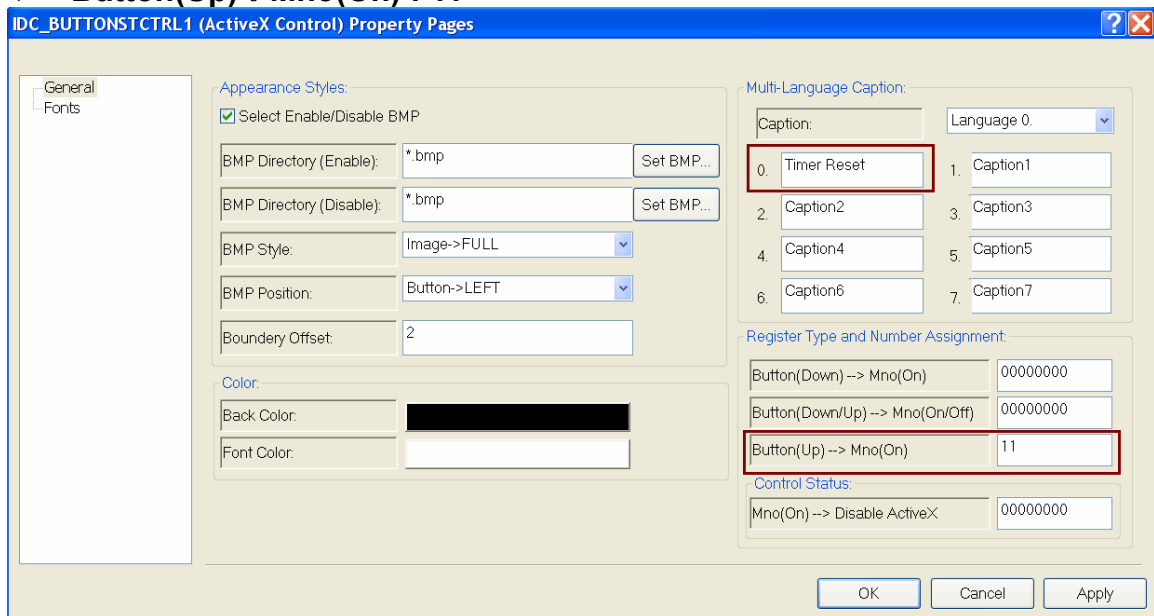 IDC_BUTTONSTCTRL1 (ActiveX Control) Property Pages
General
Fonts
Appearance Styles:
Select Enable/Disable BMP
BMP Directory (Enable): *.bmp Set BMP...
BMP Directory (Disable): *.bmp Set BMP...
BMP Style: Image->FULL
BMP Position: Button->LEFT
Boundery Offset: 2
Color:
Back Color:
Font Color:
Multi-Language Caption:
Caption: Language 0.
0. Timer Reset 1. Caption1
2. Caption2 3. Caption3
4. Caption4 5. Caption5
6. Caption6 7. Caption7
Register Type and Number Assignment:
Button(Down) --> Mno(On) 00000000
Button(Down/Up) --> Mno(On/Off) 00000000
Button(Up) --> Mno(On) 11
Control Status:
Mno(On) --> Disable ActiveX 00000000
OK Cancel Apply